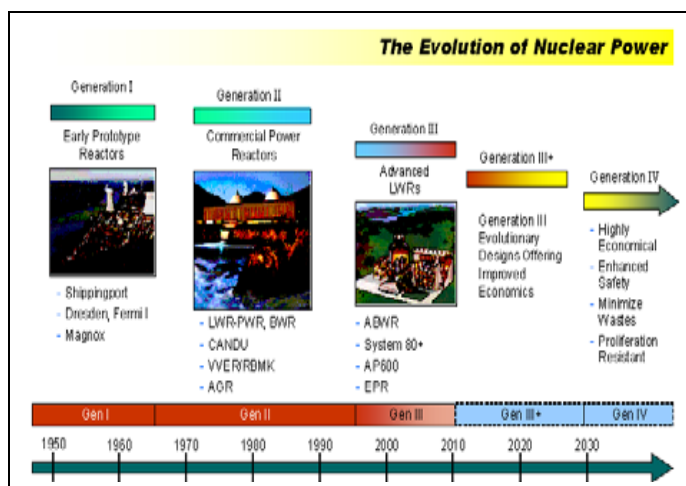 The Evolution of Nuclear Power
Generation I
Early Prototype
Reactors
- Shippingport
- Dresden, Fermi I
- Magnox
Generation II
Commercial Power
Reactors
- LWR-PWR, BWR
- CANDU
- VVER/RBMK
- AGR
Generation III
Advanced
LWRs
- ABWR
- System 80+
- AP600
- EPR
Generation III+
Generation III
Evolutionary
Designs Offering
Improved
Economics
Generation IV
- Highly
Economical
- Enhanced
Safety
- Minimize
Wastes
- Proliferation
Resistant
Gen I Gen II Gen III Gen III+ Gen IV
1950 1960 1970 1980 1990 2000 2010 2020 2030